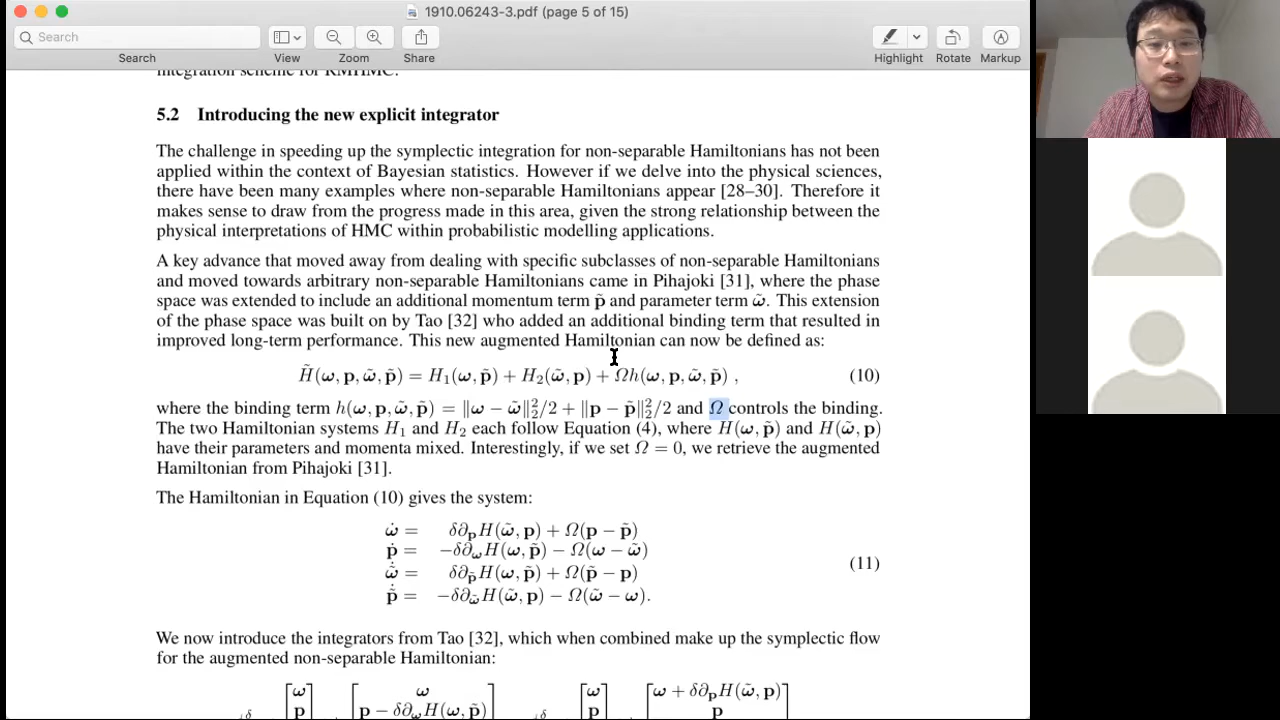 1910.06243-3.pdf (page 5 of 15)
Search
Search View Zoom Share Highlight Rotate Markup
integration scheme for RMHMC.
5.2 Introducing the new explicit integrator
The challenge in speeding up the symplectic integration for non-separable Hamiltonians has not been
applied within the context of Bayesian statistics. However if we delve into the physical sciences,
there have been many examples where non-separable Hamiltonians appear [28–30]. Therefore it
makes sense to draw from the progress made in this area, given the strong relationship between the
physical interpretations of HMC within probabilistic modelling applications.
A key advance that moved away from dealing with specific subclasses of non-separable Hamiltonians
and moved towards arbitrary non-separable Hamiltonians came in Pihajoki [31], where the phase
space was extended to include an additional momentum term p̃ and parameter term ω̃. This extension
of the phase space was built on by Tao [32] who added an additional binding term that resulted in
improved long-term performance. This new augmented Hamiltonian can now be defined as:
H̃(ω, p, ω̃, p̃) = H₁(ω, p̃) + H₂(ω̃, p) + Ωh(ω, p, ω̃, p̃) , (10)
where the binding term h(ω, p, ω̃, p̃) = ‖ω − ω̃‖₂²/2 + ‖p − p̃‖₂²/2 and Ω controls the binding.
The two Hamiltonian systems H₁ and H₂ each follow Equation (4), where H(ω, p̃) and H(ω̃, p)
have their parameters and momenta mixed. Interestingly, if we set Ω = 0, we retrieve the augmented
Hamiltonian from Pihajoki [31].
The Hamiltonian in Equation (10) gives the system:
ω̇ = δ∂ₚH(ω̃, p) + Ω(p − p̃)
ṗ = −δ∂_ωH(ω, p̃) − Ω(ω − ω̃)
ω̃̇ = δ∂_p̃H(ω, p̃) + Ω(p̃ − p)
p̃̇ = −δ∂_ω̃H(ω̃, p) − Ω(ω̃ − ω).
(11)
We now introduce the integrators from Tao [32], which when combined make up the symplectic flow
for the augmented non-separable Hamiltonian:
[ω] [ω] [ω] [ω + δ∂ₚH(ω̃, p)]
δ [p] [p − δ∂_ωH(ω, p̃)] δ [p] [p]